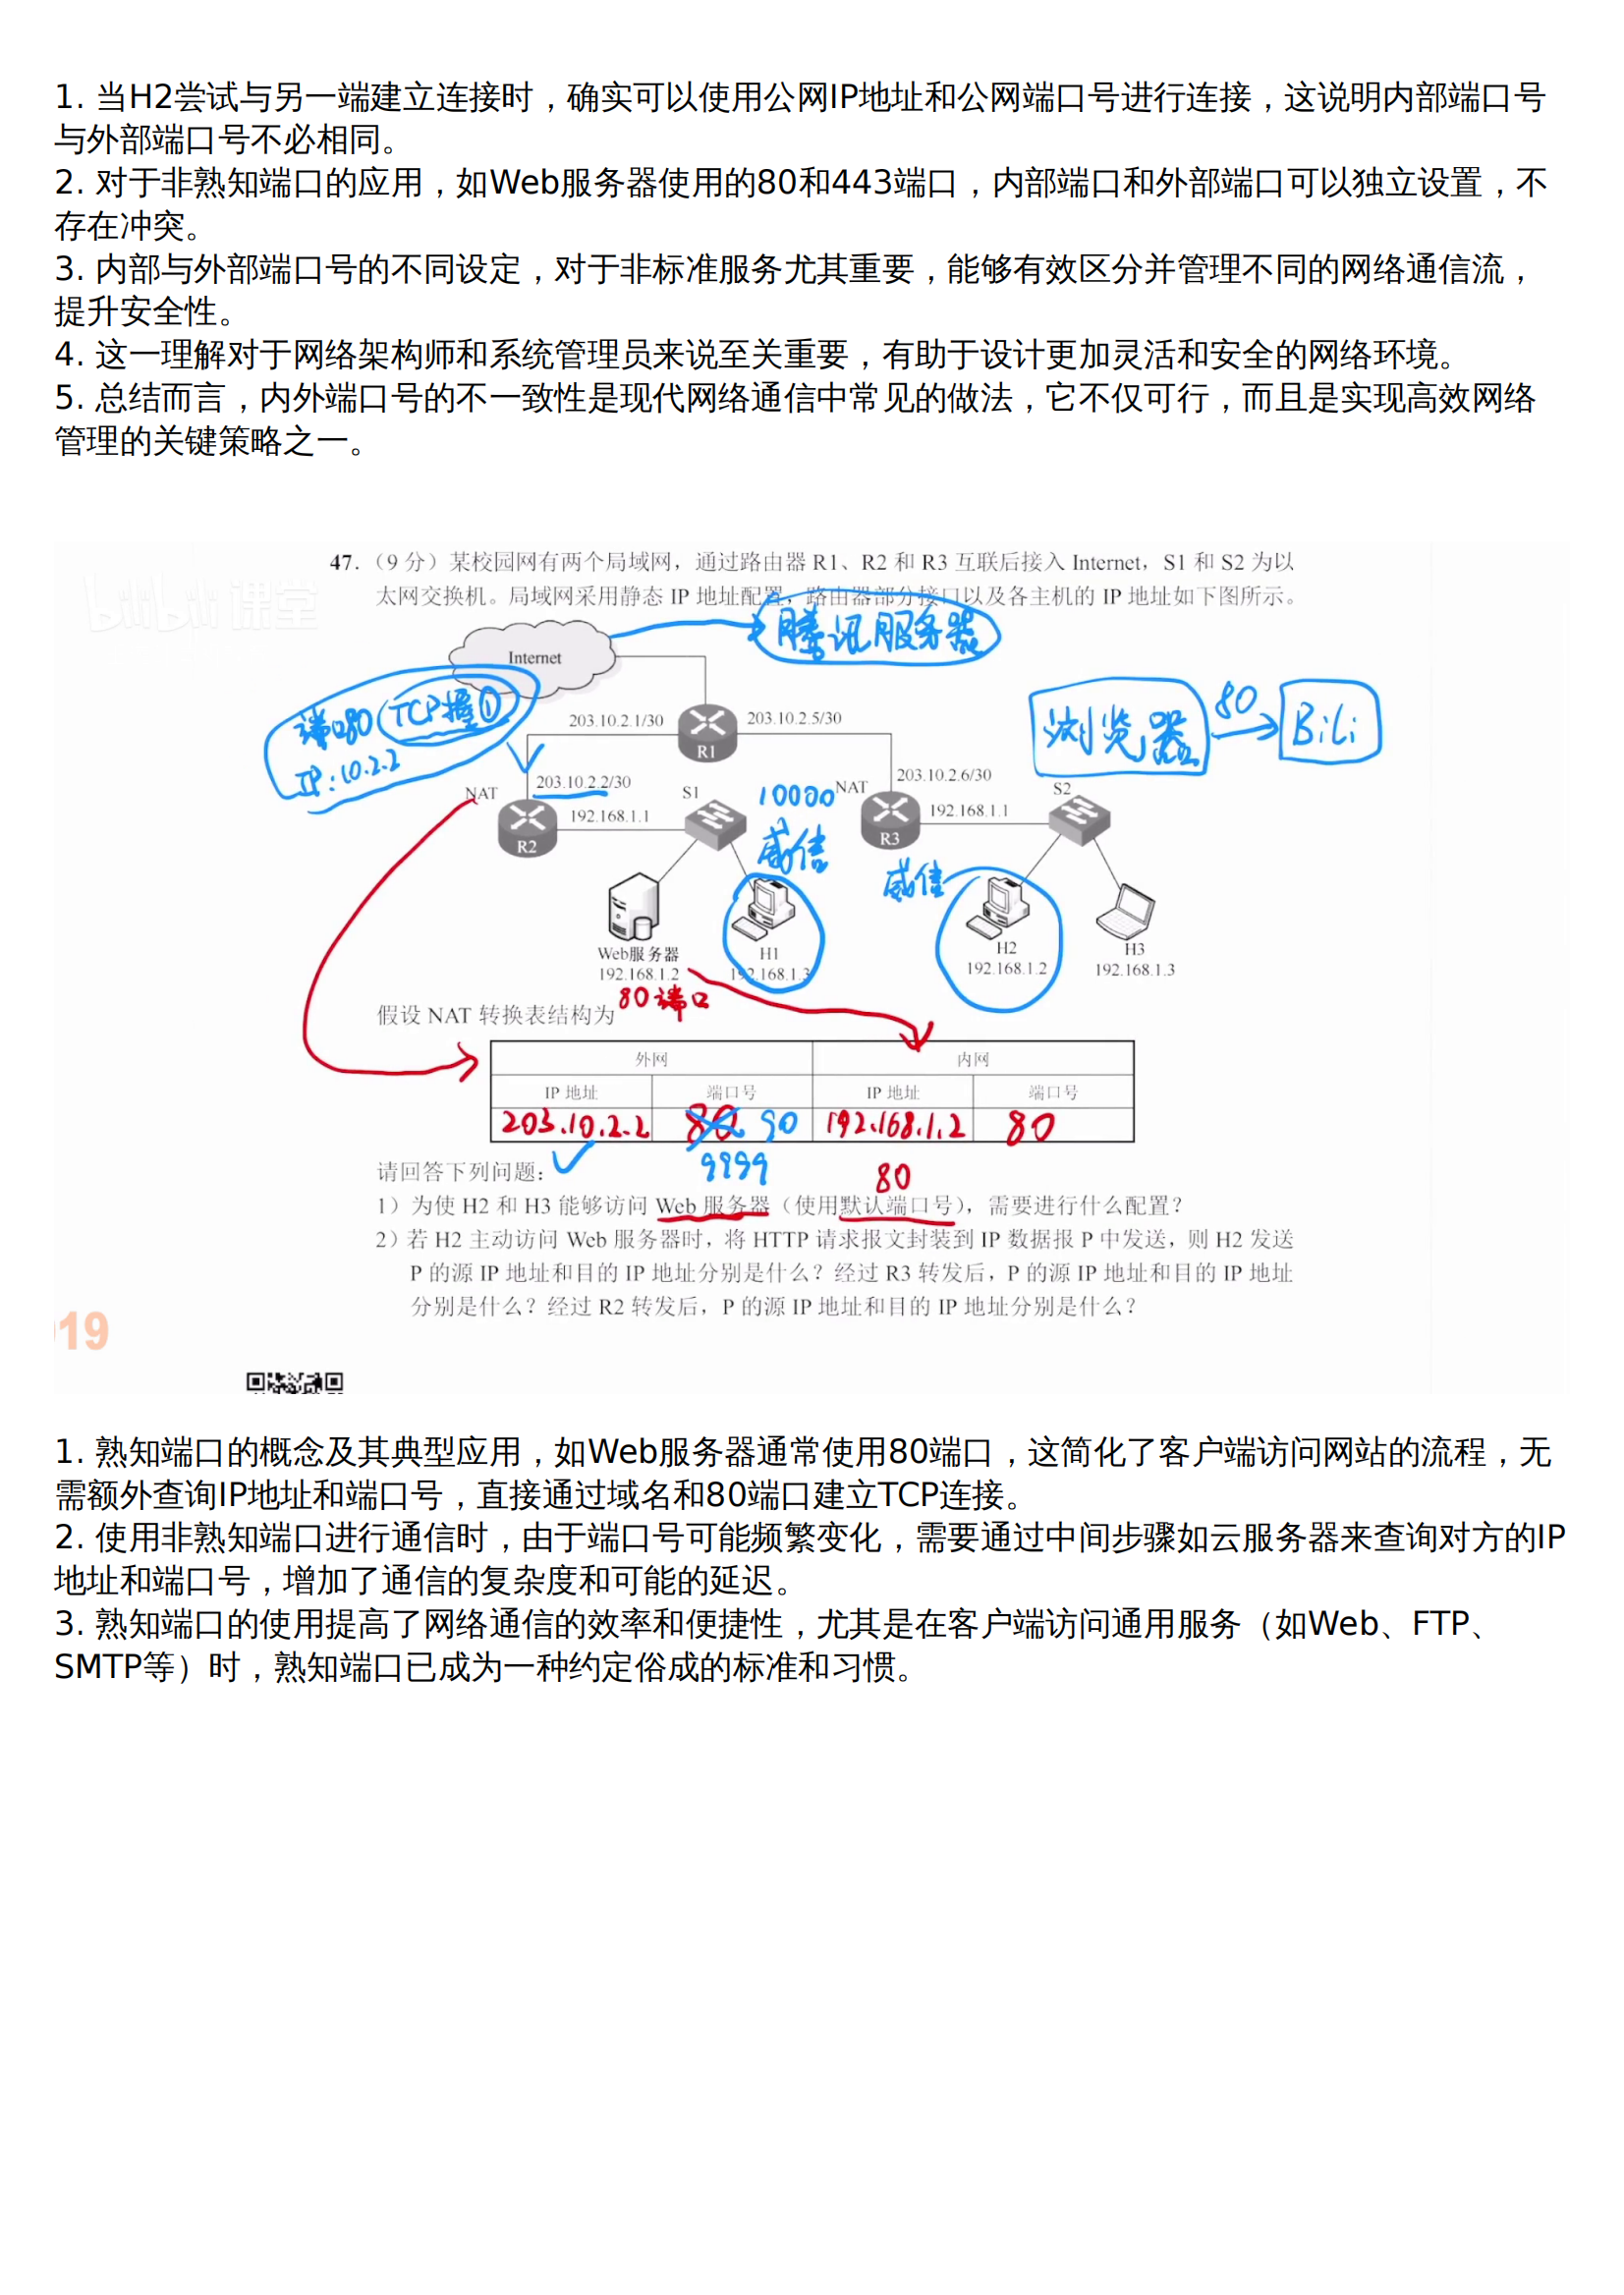 1. 当H2尝试与另一端建立连接时，确实可以使用公网IP地址和公网端口号进行连接，这说明内部端口号
与外部端口号不必相同。
2. 对于非熟知端口的应用，如Web服务器使用的80和443端口，内部端口和外部端口可以独立设置，不
存在冲突。
3. 内部与外部端口号的不同设定，对于非标准服务尤其重要，能够有效区分并管理不同的网络通信流，
提升安全性。
4. 这一理解对于网络架构师和系统管理员来说至关重要，有助于设计更加灵活和安全的网络环境。
5. 总结而言，内外端口号的不一致性是现代网络通信中常见的做法，它不仅可行，而且是实现高效网络
管理的关键策略之一。
bilibili 课堂
47.（9 分）某校园网有两个局域网，通过路由器 R1、R2 和 R3 互联后接入 Internet，S1 和 S2 为以
太网交换机。局域网采用静态 IP 地址配置，路由器部分接口以及各主机的 IP 地址如下图所示。
腾讯服务器
Internet
端口80 (TCP握①
IP: 10.2.2
203.10.2.1/30
203.10.2.5/30
R1
浏览器 80 BiLi
203.10.2.2/30
203.10.2.6/30
NAT
S1
10000
NAT
S2
192.168.1.1
192.168.1.1
R2
R3
威信
威信
Web服务器
192.168.1.2
H1
192.168.1.3
H2
192.168.1.2
H3
192.168.1.3
80端口
假设 NAT 转换表结构为
外网 内网
IP 地址 端口号 IP 地址 端口号
203.10.2.2 80 90 192.168.1.2 80
9999
80
请回答下列问题：
1）为使 H2 和 H3 能够访问 Web 服务器（使用默认端口号），需要进行什么配置？
2）若 H2 主动访问 Web 服务器时，将 HTTP 请求报文封装到 IP 数据报 P 中发送，则 H2 发送
P 的源 IP 地址和目的 IP 地址分别是什么？经过 R3 转发后，P 的源 IP 地址和目的 IP 地址
分别是什么？经过 R2 转发后，P 的源 IP 地址和目的 IP 地址分别是什么？
19
1. 熟知端口的概念及其典型应用，如Web服务器通常使用80端口，这简化了客户端访问网站的流程，无
需额外查询IP地址和端口号，直接通过域名和80端口建立TCP连接。
2. 使用非熟知端口进行通信时，由于端口号可能频繁变化，需要通过中间步骤如云服务器来查询对方的IP
地址和端口号，增加了通信的复杂度和可能的延迟。
3. 熟知端口的使用提高了网络通信的效率和便捷性，尤其是在客户端访问通用服务（如Web、FTP、
SMTP等）时，熟知端口已成为一种约定俗成的标准和习惯。